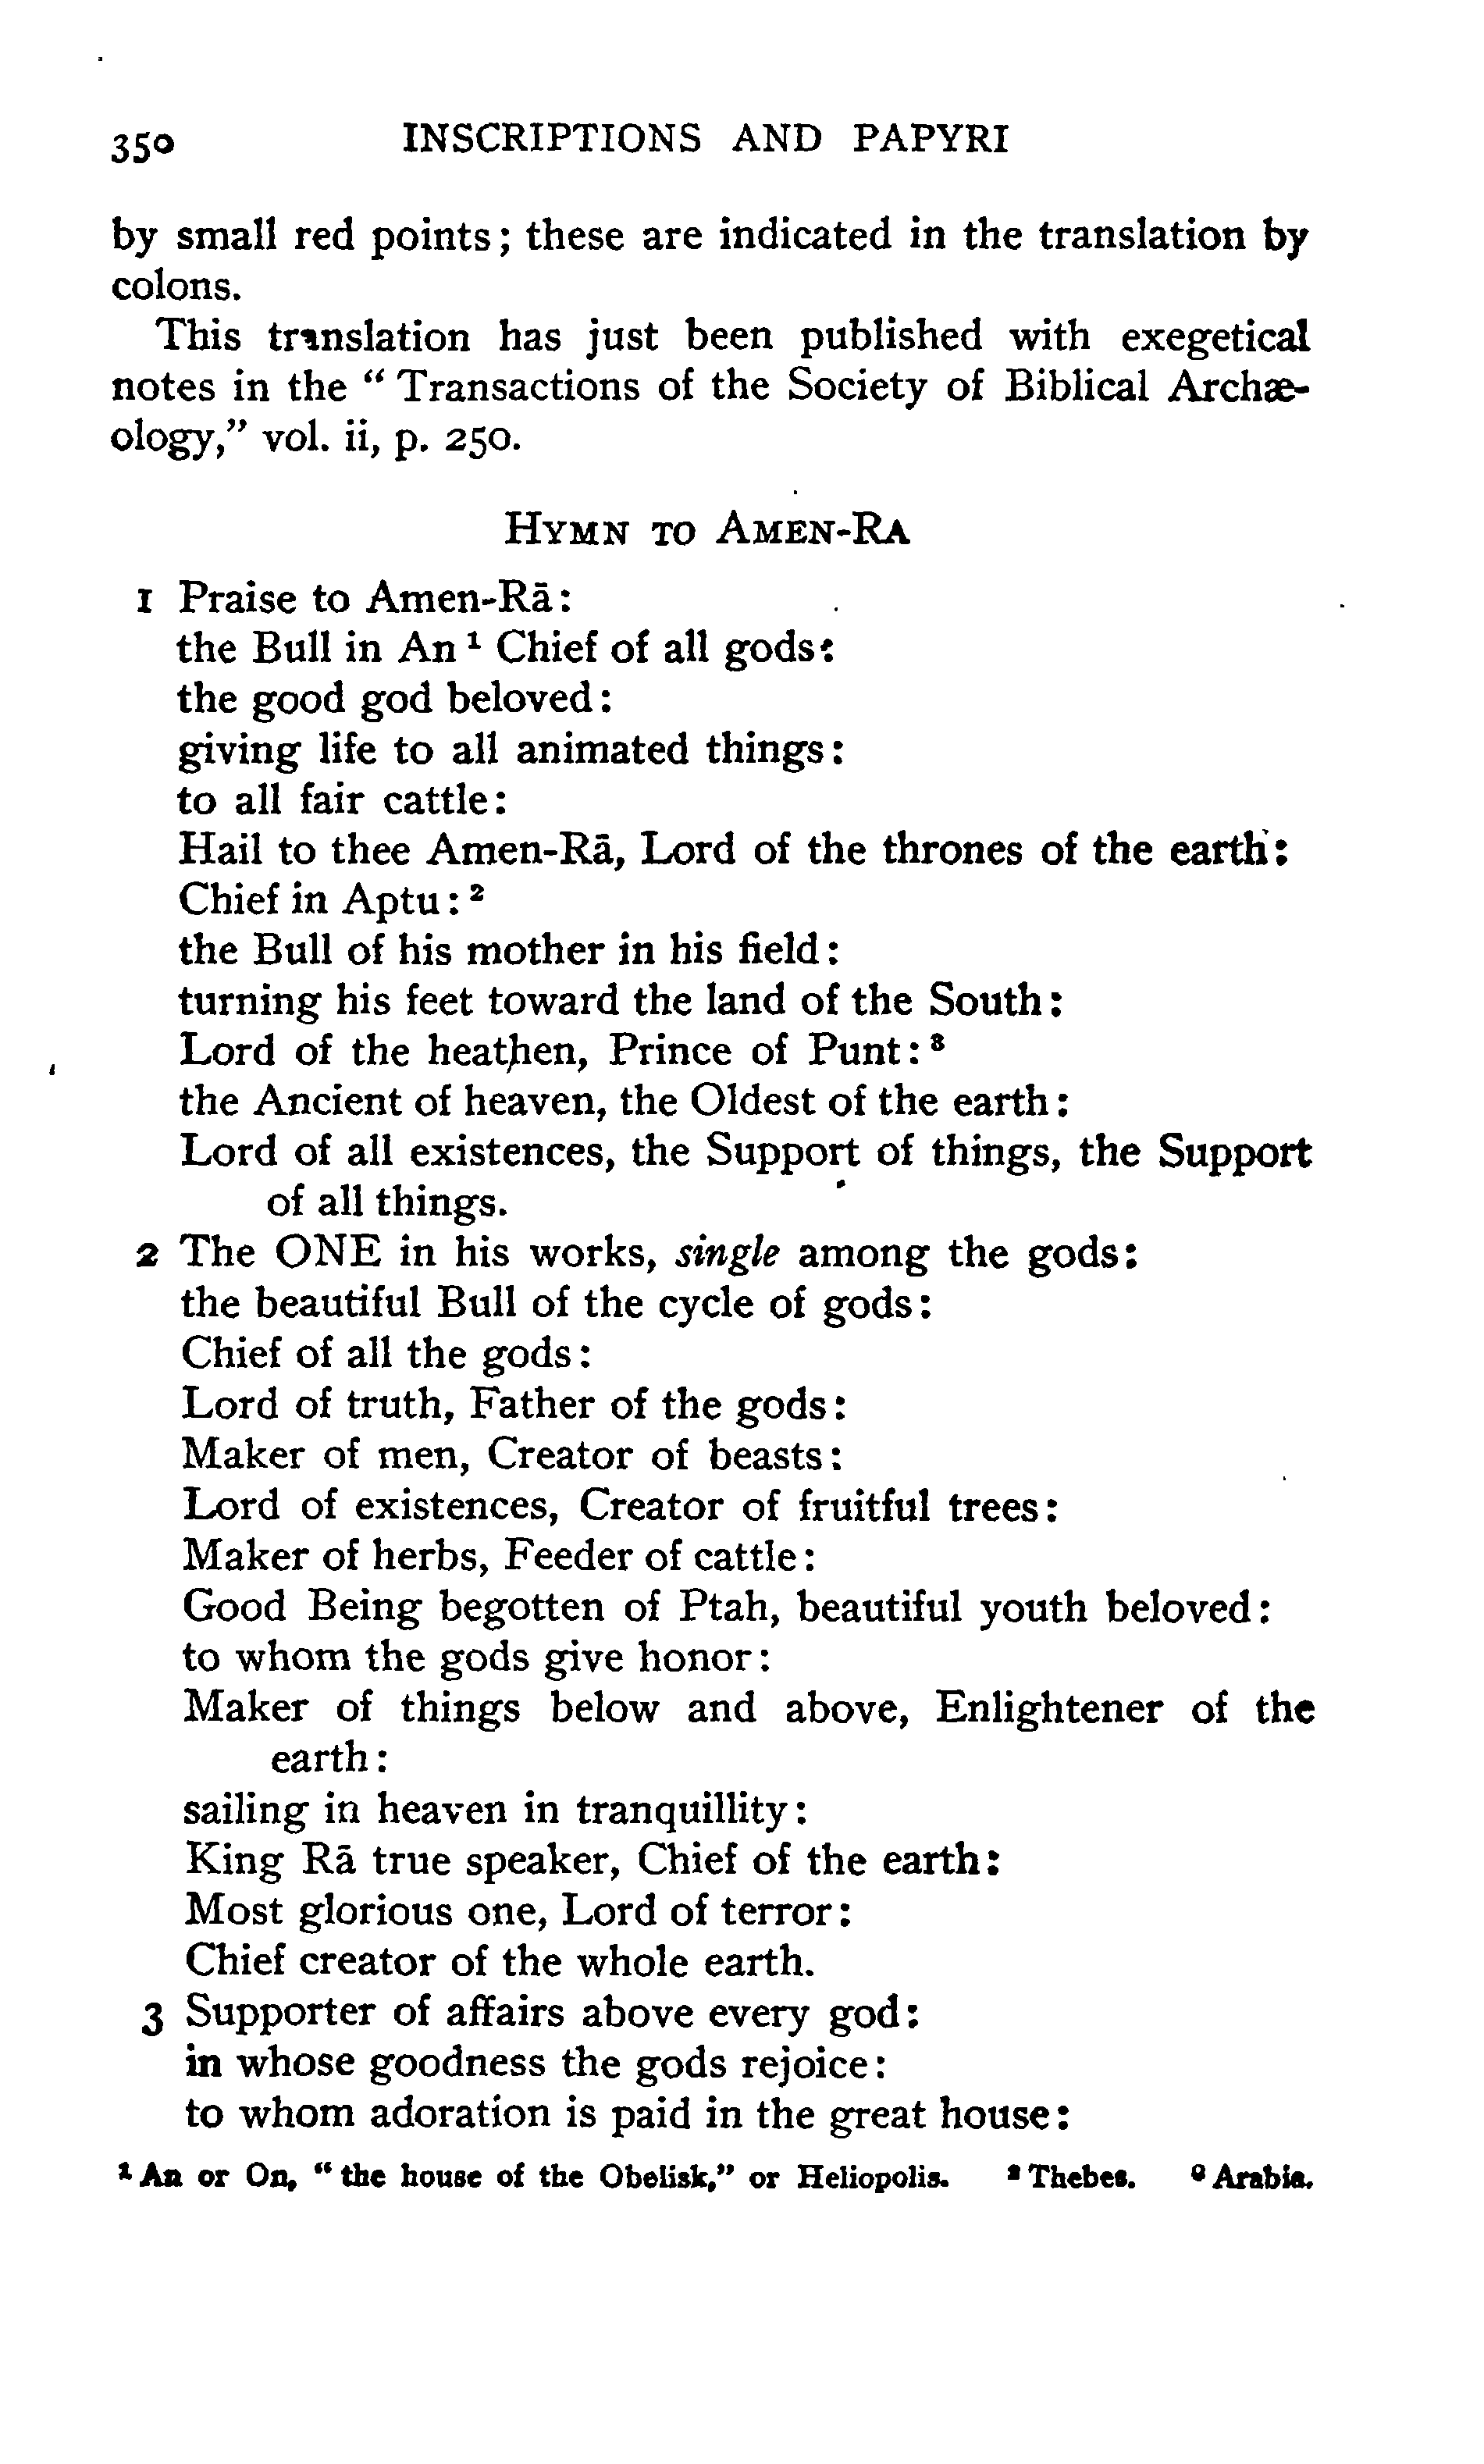 350 INSCRIPTIONS AND PAPYRI
by small red points; these are indicated in the translation by
colons.
This translation has just been published with exegetical
notes in the “Transactions of the Society of Biblical Archæ-
ology,” vol. ii, p. 250.
HYMN TO AMEN-RA
1 Praise to Amen-Rā:
the Bull in An ¹ Chief of all gods:
the good god beloved:
giving life to all animated things:
to all fair cattle:
Hail to thee Amen-Rā, Lord of the thrones of the earth:
Chief in Aptu: ²
the Bull of his mother in his field:
turning his feet toward the land of the South:
Lord of the heathen, Prince of Punt: ³
the Ancient of heaven, the Oldest of the earth:
Lord of all existences, the Support of things, the Support
of all things.
2 The ONE in his works, single among the gods:
the beautiful Bull of the cycle of gods:
Chief of all the gods:
Lord of truth, Father of the gods:
Maker of men, Creator of beasts:
Lord of existences, Creator of fruitful trees:
Maker of herbs, Feeder of cattle:
Good Being begotten of Ptah, beautiful youth beloved:
to whom the gods give honor:
Maker of things below and above, Enlightener of the
earth:
sailing in heaven in tranquillity:
King Rā true speaker, Chief of the earth:
Most glorious one, Lord of terror:
Chief creator of the whole earth.
3 Supporter of affairs above every god:
in whose goodness the gods rejoice:
to whom adoration is paid in the great house:
¹ An or On, “the house of the Obelisk,” or Heliopolis. ² Thebes. ³ Arabia.